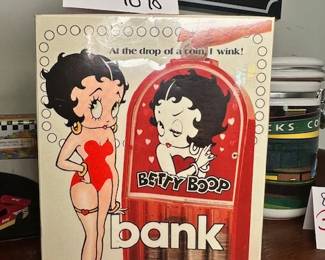 At the drop of a coin, I wink!
BETTY BOOP
bank